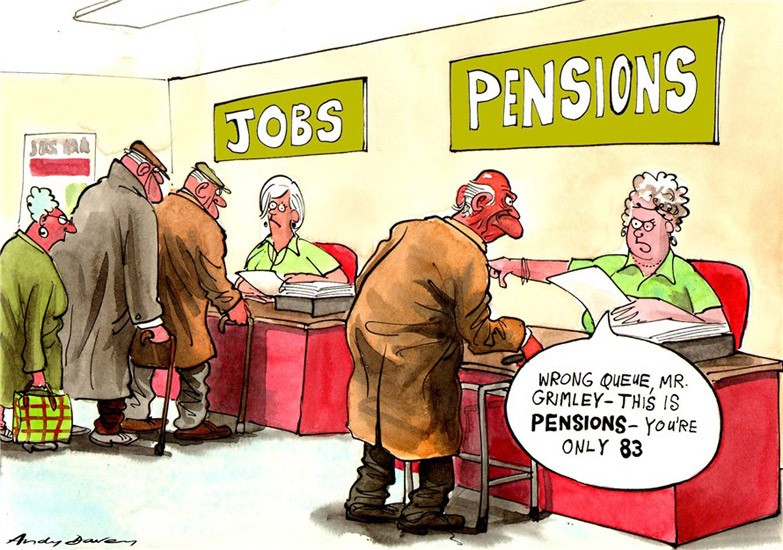 JOBS
PENSIONS
WRONG QUEUE, MR.
GRIMLEY - THIS IS
PENSIONS - YOU'RE
ONLY 83
Andy Davey